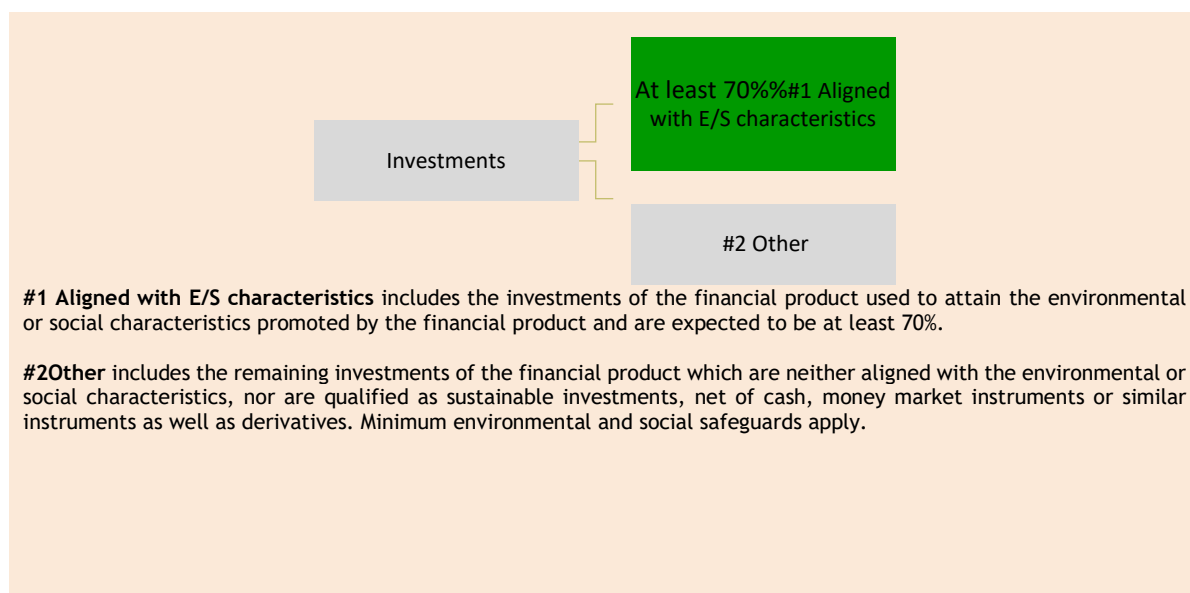 At least 70%%#1 Aligned
with E/S characteristics
Investments
#2 Other
#1 Aligned with E/S characteristics includes the investments of the financial product used to attain the environmental
or social characteristics promoted by the financial product and are expected to be at least 70%.
#2Other includes the remaining investments of the financial product which are neither aligned with the environmental or
social characteristics, nor are qualified as sustainable investments, net of cash, money market instruments or similar
instruments as well as derivatives. Minimum environmental and social safeguards apply.